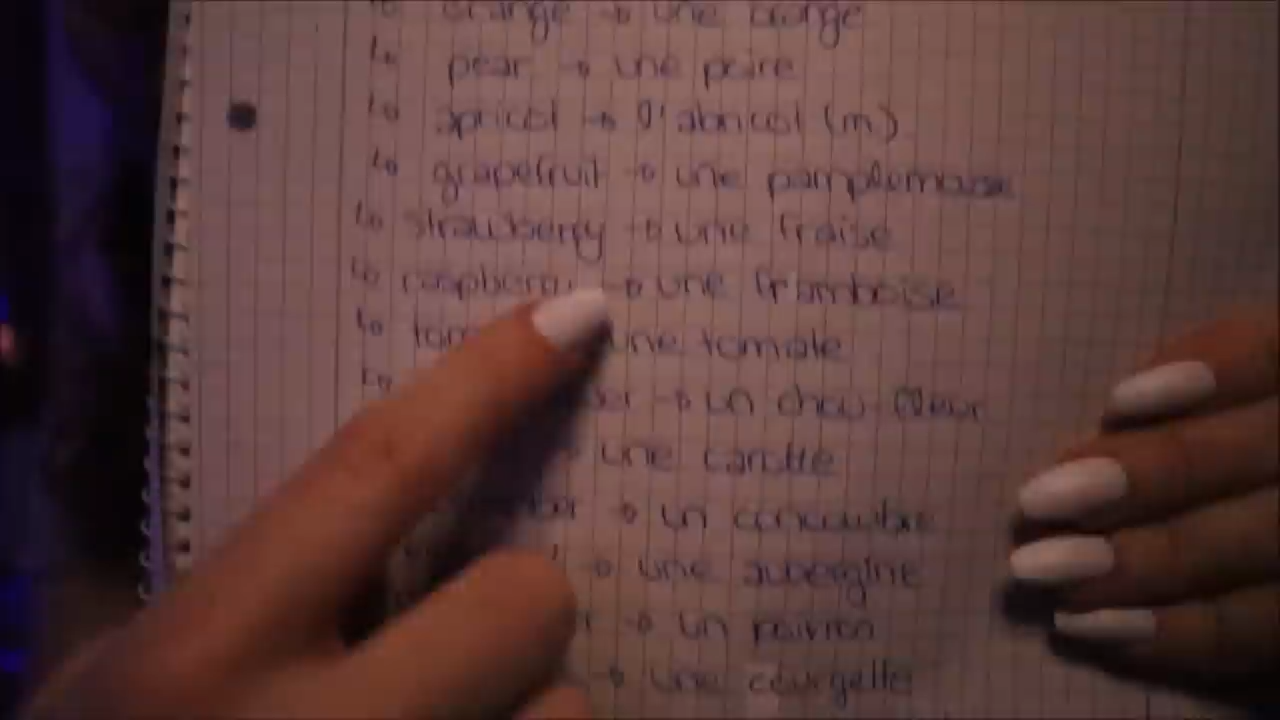 orange → une orange
↳ pear → une poire
↳ apricot → l'abricot (m)
↳ grapefruit → une pamplemousse
↳ strawberry → une fraise
↳ raspberry → une framboise
↳ une tomate
↳ → un chou-fleur
une carotte
→ un concombre
→ une aubergine
→ un poivron
→ une courgette